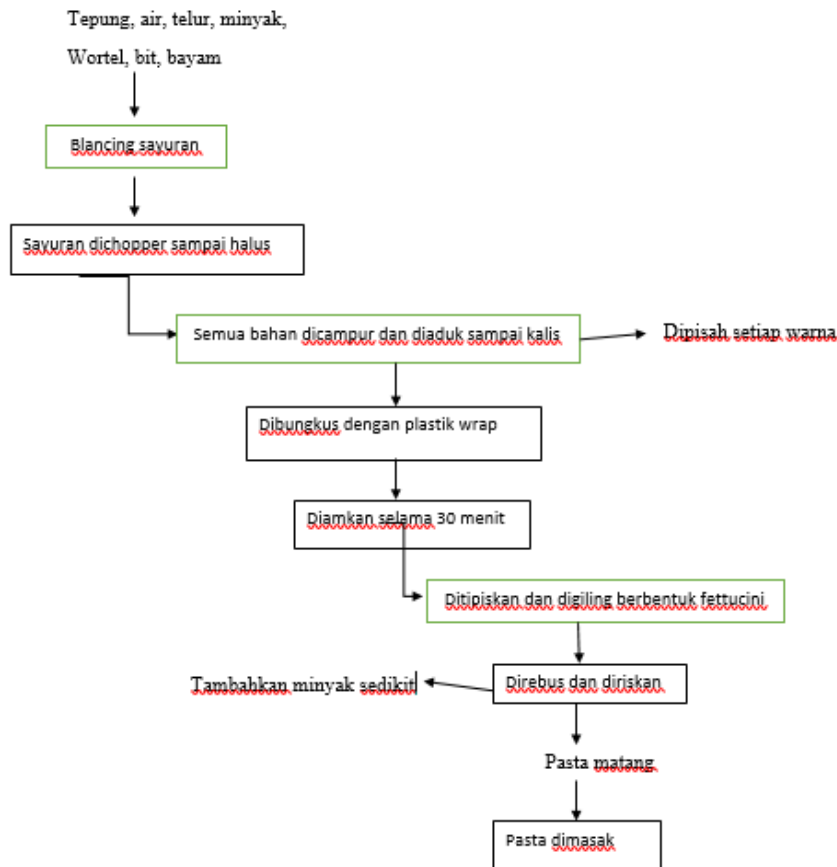 Tepung, air, telur, minyak,
Wortel, bit, bayam
Blancing sayuran
Sayuran dichopper sampai halus
Semua bahan dicampur dan diaduk sampai kalis
Dipisah setiap warna
Dibungkus dengan plastik wrap
Diamkan selama 30 menit
Ditipiskan dan digiling berbentuk fettucini
Direbus dan diriskan
Tambahkan minyak sedikit
Pasta matang
Pasta dimasak